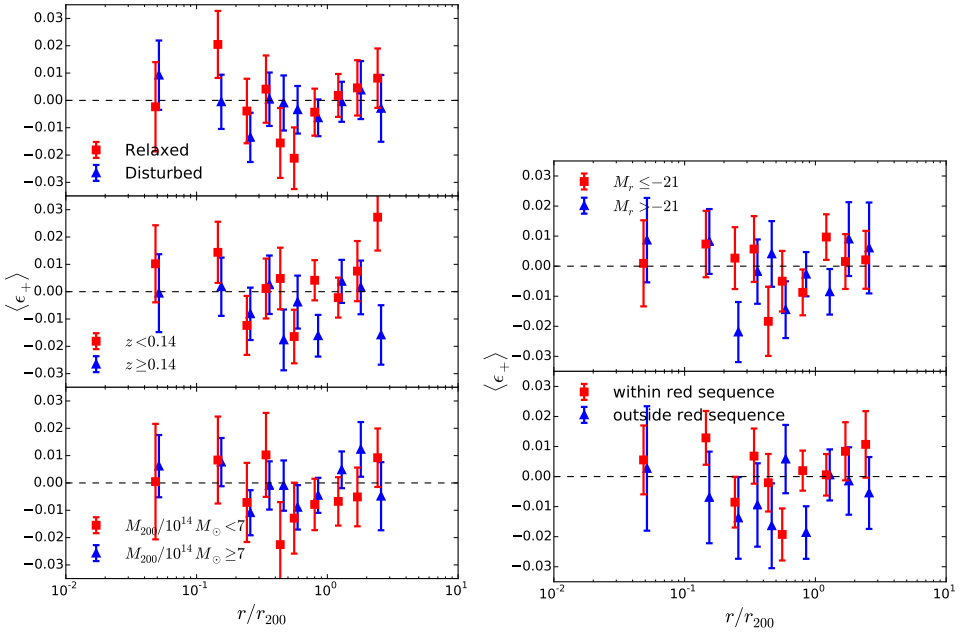 0.03
0.02
0.01
0.00
−0.01
−0.02
−0.03
Relaxed
Disturbed
0.03
0.02
0.01
0.00
−0.01
−0.02
−0.03
⟨ϵ+⟩
z<0.14
z≥0.14
0.03
0.02
0.01
0.00
−0.01
−0.02
−0.03
M200/10^14 M⊙<7
M200/10^14 M⊙≥7
10^-2 10^-1 10^0 10^1
r/r200
0.03
0.02
0.01
0.00
−0.01
−0.02
−0.03
Mr≤−21
Mr>−21
⟨ϵ+⟩
0.03
0.02
0.01
0.00
−0.01
−0.02
−0.03
within red sequence
outside red sequence
10^-2 10^-1 10^0 10^1
r/r200